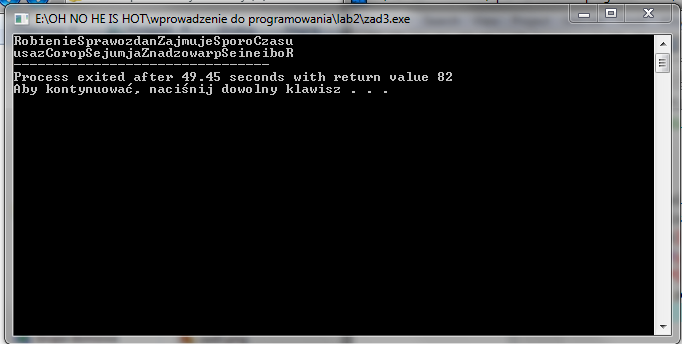 E:\OH NO HE IS HOT\wprowadzenie do programowania\lab2\zad3.exe
RobienieSprawozdanZajmujeSporoCzasu
usazCoropSejumjaZnadzowarpSeineiboR
--------------------------------
Process exited after 49.45 seconds with return value 82
Aby kontynuować, naciśnij dowolny klawisz . . .